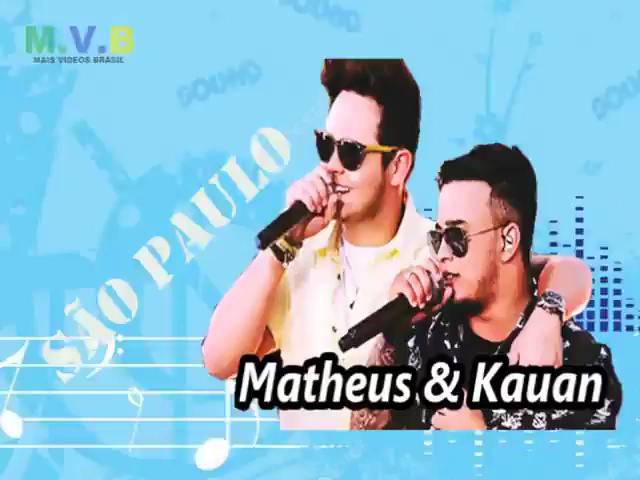 M.V.B
MAIS VIDEOS BRASIL
SOUND
SOUND
SÃO PAULO
Matheus & Kauan